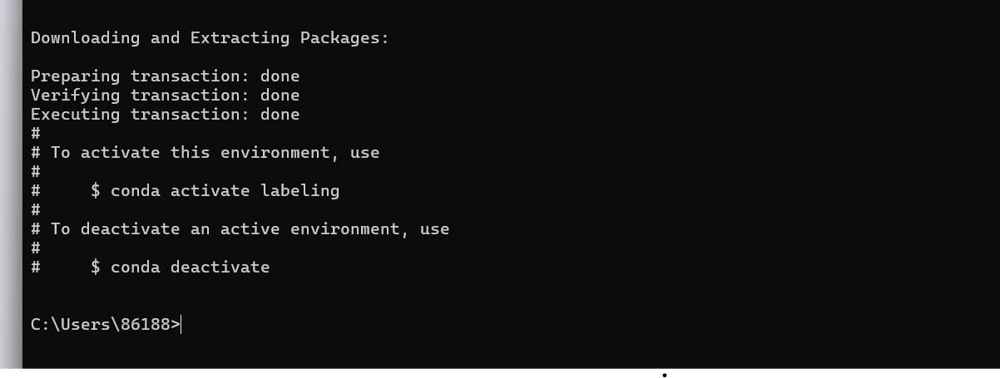 Downloading and Extracting Packages:
Preparing transaction: done
Verifying transaction: done
Executing transaction: done
#
# To activate this environment, use
#
#     $ conda activate labeling
#
# To deactivate an active environment, use
#
#     $ conda deactivate
C:\Users\86188>